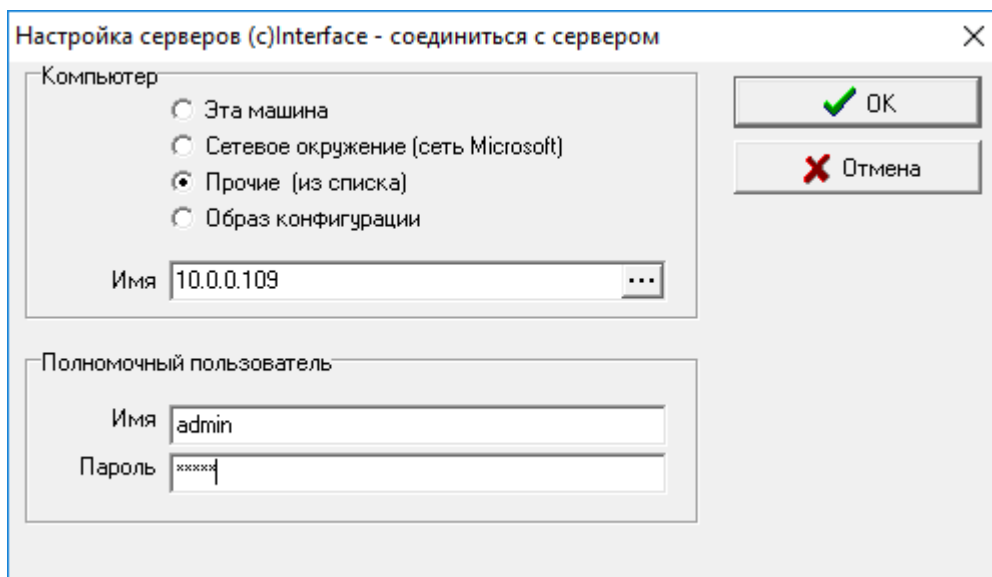 Настройка серверов (c)Interface - соединиться с сервером
Компьютер
Эта машина
Сетевое окружение (сеть Microsoft)
Прочие (из списка)
Образ конфигурации
Имя 10.0.0.109 ...
Полномочный пользователь
Имя admin
Пароль *****
OK
Отмена